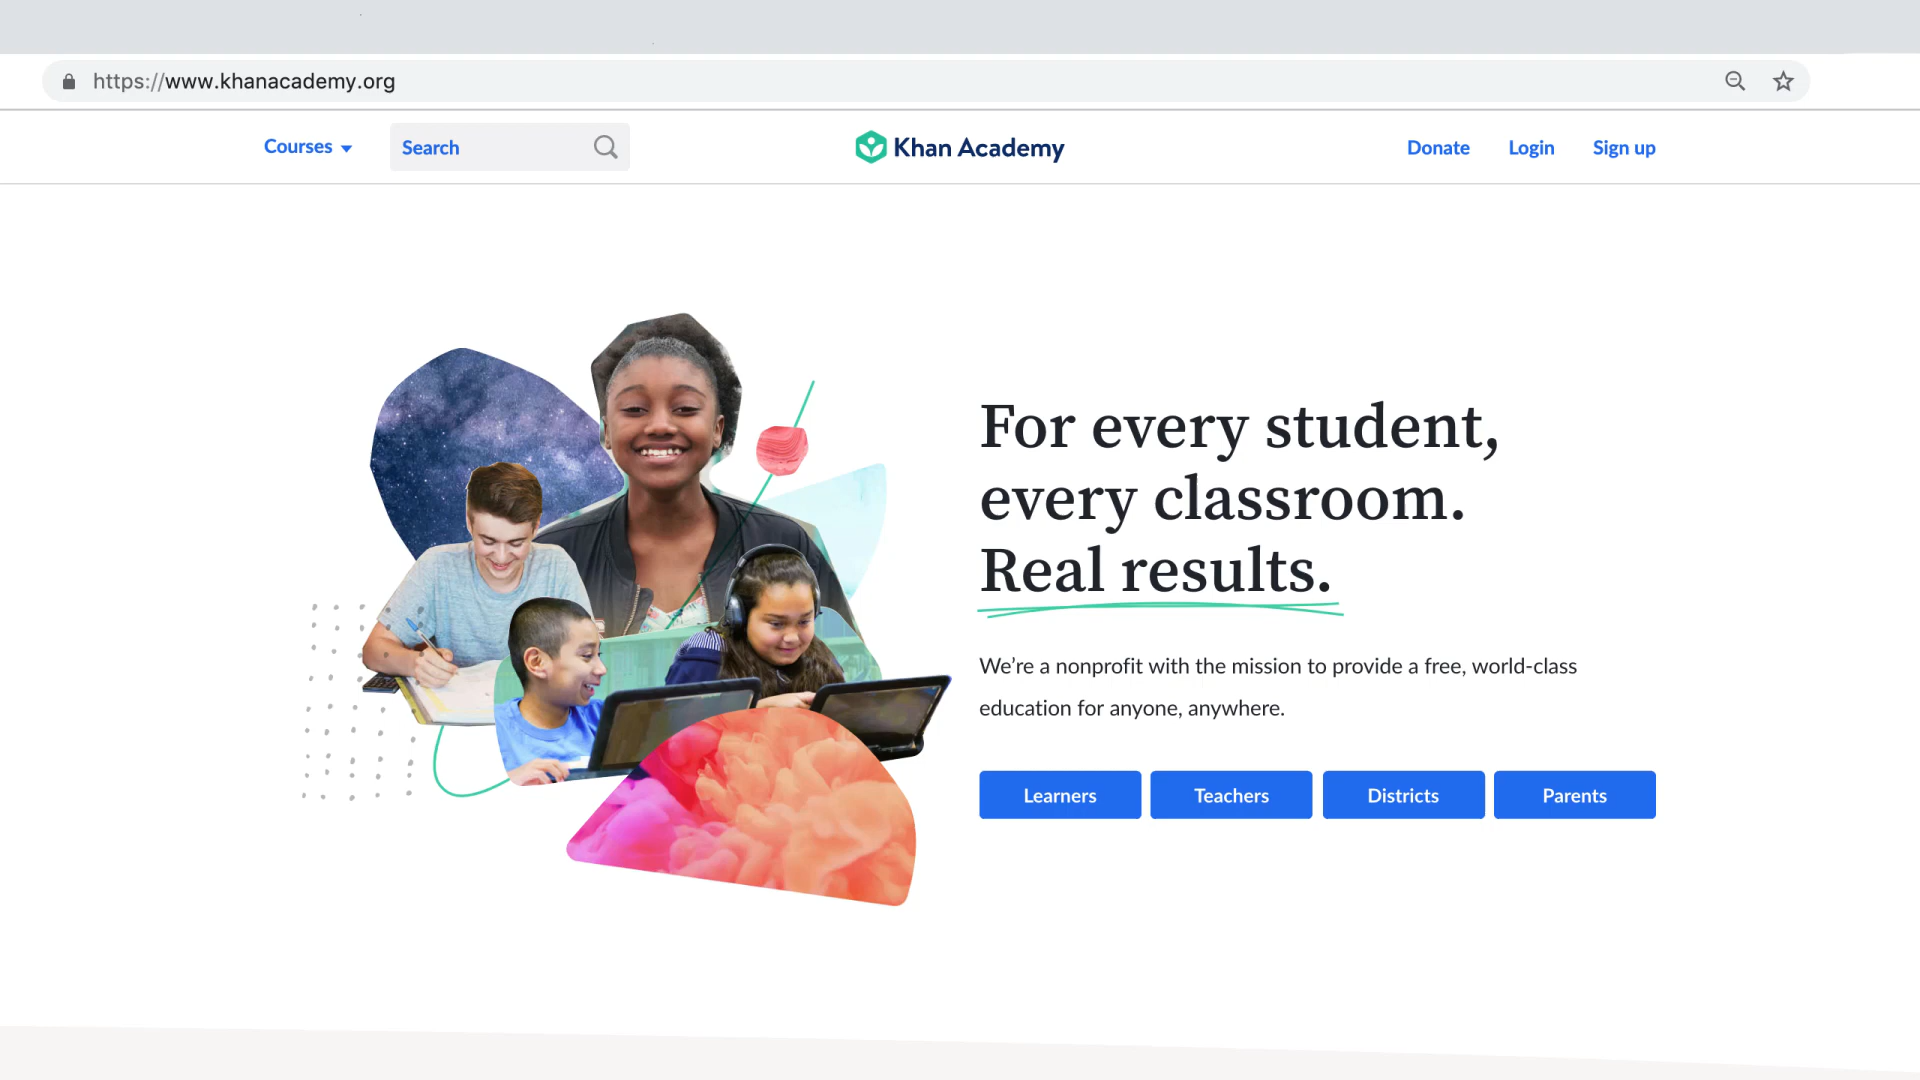 https://www.khanacademy.org
Courses
Search
Khan Academy
Donate
Login
Sign up
For every student,
every classroom.
Real results.
We’re a nonprofit with the mission to provide a free, world-class
education for anyone, anywhere.
Learners
Teachers
Districts
Parents